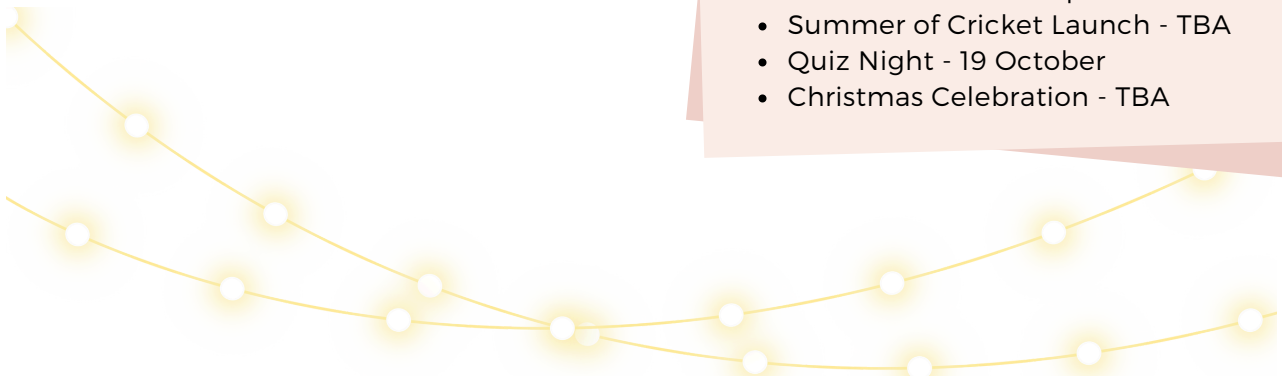 • Summer of Cricket Launch - TBA
• Quiz Night - 19 October
• Christmas Celebration - TBA